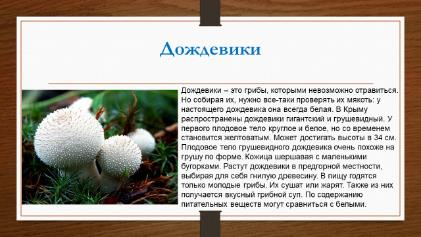 Дождевики
Дождевики – это грибы, которыми невозможно отравиться.
Но собирая их, нужно все-таки проверять их мякоть: у
настоящего дождевика она всегда белая. В Крыму
распространены дождевики гигантский и грушевидный. У
первого плодовое тело круглое и белое, но со временем
становится желтоватым. Может достигать высоты в 34 см.
Плодовое тело грушевидного дождевика очень похоже на
грушу по форме. Кожица шершавая с маленькими
бугорками. Растут дождевики в предгорной местности,
выбирая для себя гнилую древесину. В пищу годятся
только молодые грибы. Их сушат или жарят. Также из них
получается вкусный грибной суп. По содержанию
питательных веществ могут сравниться с белыми.